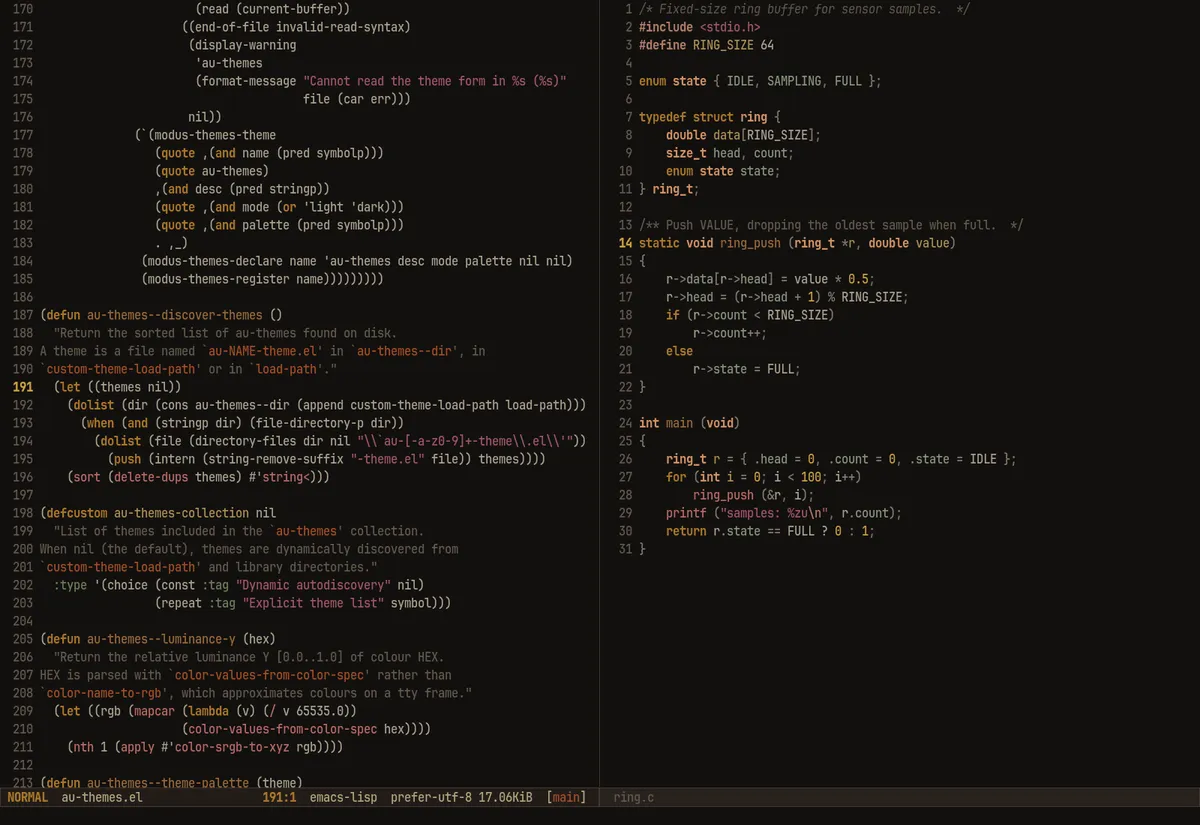 170                        (read (current-buffer))
171                      ((end-of-file invalid-read-syntax)
172                       (display-warning
173                        'au-themes
174                        (format-message "Cannot read the theme form in %s (%s)"
175                                        file (car err)))
176                       nil))
177               (`(modus-themes-theme
178                  (quote ,(and name (pred symbolp)))
179                  (quote au-themes)
180                  ,(and desc (pred stringp))
181                  (quote ,(and mode (or 'light 'dark)))
182                  (quote ,(and palette (pred symbolp)))
183                  . ,_)
184                (modus-themes-declare name 'au-themes desc mode palette nil nil)
185                (modus-themes-register name)))))))))
186
187 (defun au-themes--discover-themes ()
188   "Return the sorted list of au-themes found on disk.
189 A theme is a file named `au-NAME-theme.el' in `au-themes--dir', in
190 `custom-theme-load-path' or in `load-path'."
191   (let ((themes nil))
192     (dolist (dir (cons au-themes--dir (append custom-theme-load-path load-path)))
193       (when (and (stringp dir) (file-directory-p dir))
194         (dolist (file (directory-files dir nil "\\`au-[-a-z0-9]+-theme\\.el\\'"))
195           (push (intern (string-remove-suffix "-theme.el" file)) themes))))
196     (sort (delete-dups themes) #'string<)))
197
198 (defcustom au-themes-collection nil
199   "List of themes included in the `au-themes' collection.
200 When nil (the default), themes are dynamically discovered from
201 `custom-theme-load-path' and library directories."
202   :type '(choice (const :tag "Dynamic autodiscovery" nil)
203                  (repeat :tag "Explicit theme list" symbol)))
204
205 (defun au-themes--luminance-y (hex)
206   "Return the relative luminance Y [0.0..1.0] of colour HEX.
207 HEX is parsed with `color-values-from-color-spec' rather than
208 `color-name-to-rgb', which approximates colours on a tty frame."
209   (let ((rgb (mapcar (lambda (v) (/ v 65535.0))
210                      (color-values-from-color-spec hex))))
211     (nth 1 (apply #'color-srgb-to-xyz rgb))))
212
213 (defun au-themes--theme-palette (theme)
NORMAL  au-themes.el  191:1  emacs-lisp  prefer-utf-8 17.06KiB  [main]
1 /* Fixed-size ring buffer for sensor samples.  */
2 #include <stdio.h>
3 #define RING_SIZE 64
4
5 enum state { IDLE, SAMPLING, FULL };
6
7 typedef struct ring {
8     double data[RING_SIZE];
9     size_t head, count;
10     enum state state;
11 } ring_t;
12
13 /** Push VALUE, dropping the oldest sample when full.  */
14 static void ring_push (ring_t *r, double value)
15 {
16     r->data[r->head] = value * 0.5;
17     r->head = (r->head + 1) % RING_SIZE;
18     if (r->count < RING_SIZE)
19         r->count++;
20     else
21         r->state = FULL;
22 }
23
24 int main (void)
25 {
26     ring_t r = { .head = 0, .count = 0, .state = IDLE };
27     for (int i = 0; i < 100; i++)
28         ring_push (&r, i);
29     printf ("samples: %zu\n", r.count);
30     return r.state == FULL ? 0 : 1;
31 }
ring.c